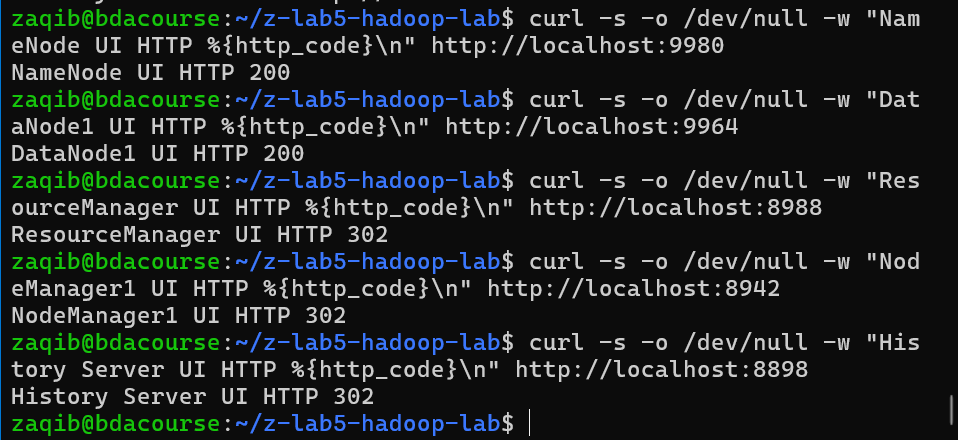 zaqib@bdacourse:~/z-lab5-hadoop-lab$ curl -s -o /dev/null -w "Nam
eNode UI HTTP %{http_code}\n" http://localhost:9980
NameNode UI HTTP 200
zaqib@bdacourse:~/z-lab5-hadoop-lab$ curl -s -o /dev/null -w "Dat
aNode1 UI HTTP %{http_code}\n" http://localhost:9964
DataNode1 UI HTTP 200
zaqib@bdacourse:~/z-lab5-hadoop-lab$ curl -s -o /dev/null -w "Res
ourceManager UI HTTP %{http_code}\n" http://localhost:8988
ResourceManager UI HTTP 302
zaqib@bdacourse:~/z-lab5-hadoop-lab$ curl -s -o /dev/null -w "Nod
eManager1 UI HTTP %{http_code}\n" http://localhost:8942
NodeManager1 UI HTTP 302
zaqib@bdacourse:~/z-lab5-hadoop-lab$ curl -s -o /dev/null -w "His
tory Server UI HTTP %{http_code}\n" http://localhost:8898
History Server UI HTTP 302
zaqib@bdacourse:~/z-lab5-hadoop-lab$